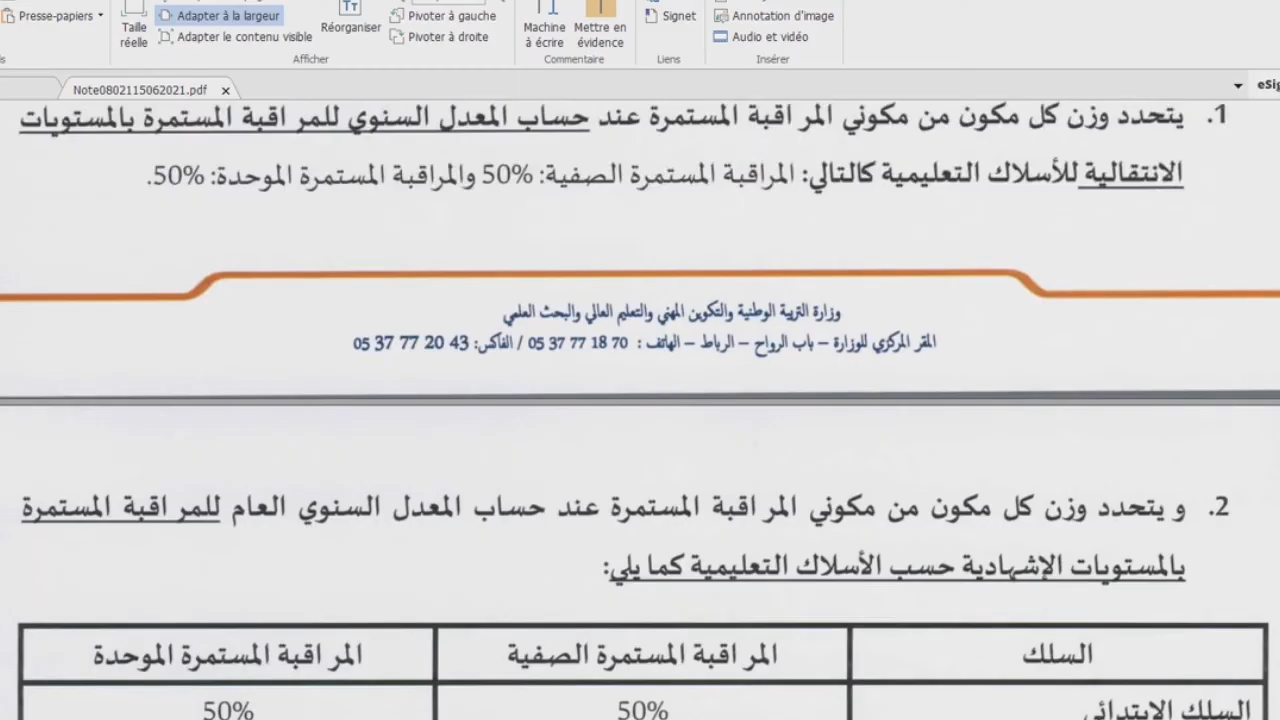 Presse-papiers
Taille réelle
Adapter à la largeur
Adapter le contenu visible
Réorganiser
Pivoter à gauche
Pivoter à droite
Afficher
Machine à écrire
Mettre en évidence
Commentaire
Signet
Liens
Annotation d'image
Audio et vidéo
Insérer
Note0802115062021.pdf
1. يتحدد وزن كل مكون من مكوني المراقبة المستمرة عند حساب المعدل السنوي للمراقبة المستمرة بالمستويات
الانتقالية للأسلاك التعليمية كالتالي: المراقبة المستمرة الصفية: 50% والمراقبة المستمرة الموحدة: 50%.
وزارة التربية الوطنية والتكوين المهني والتعليم العالي والبحث العلمي
المقر المركزي للوزارة – باب الرواح – الرباط – الهاتف : 70 18 77 37 05 / الفاكس: 43 20 77 37 05
2. ويتحدد وزن كل مكون من مكوني المراقبة المستمرة عند حساب المعدل السنوي العام للمراقبة المستمرة
بالمستويات الإشهادية حسب الأسلاك التعليمية كما يلي:
السلك المراقبة المستمرة الصفية المراقبة المستمرة الموحدة
السلك الابتدائي 50% 50%